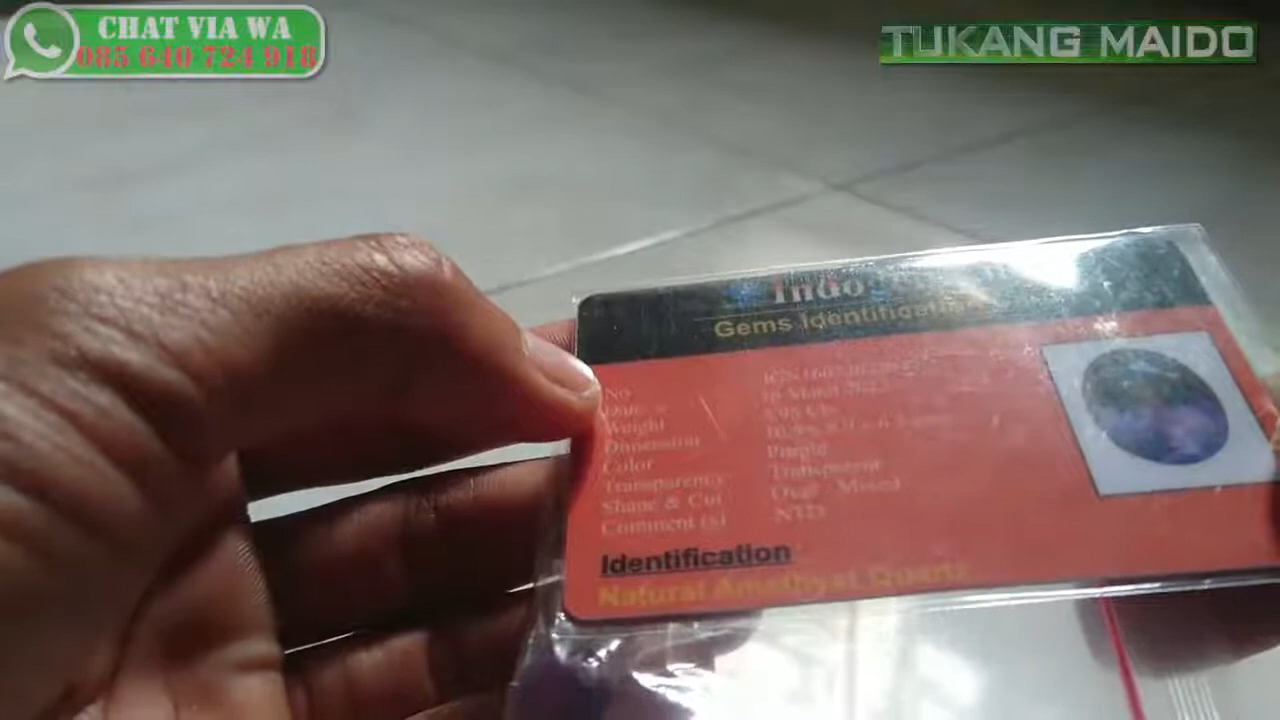 CHAT VIA WA
085 640 724 918
TUKANG MAIDO
Indo
Gems Identification
No
Date
Weight
Dimension
Color Purple
Transparency Transparent
Shape & Cut Oval Mixed
Comment (s)
Identification
Natural Amethyst Quartz